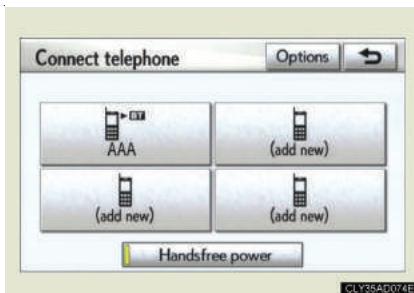 Connect telephone Options
BT
AAA (add new)
(add new) (add new)
Handsfree power
CLY35AD074E